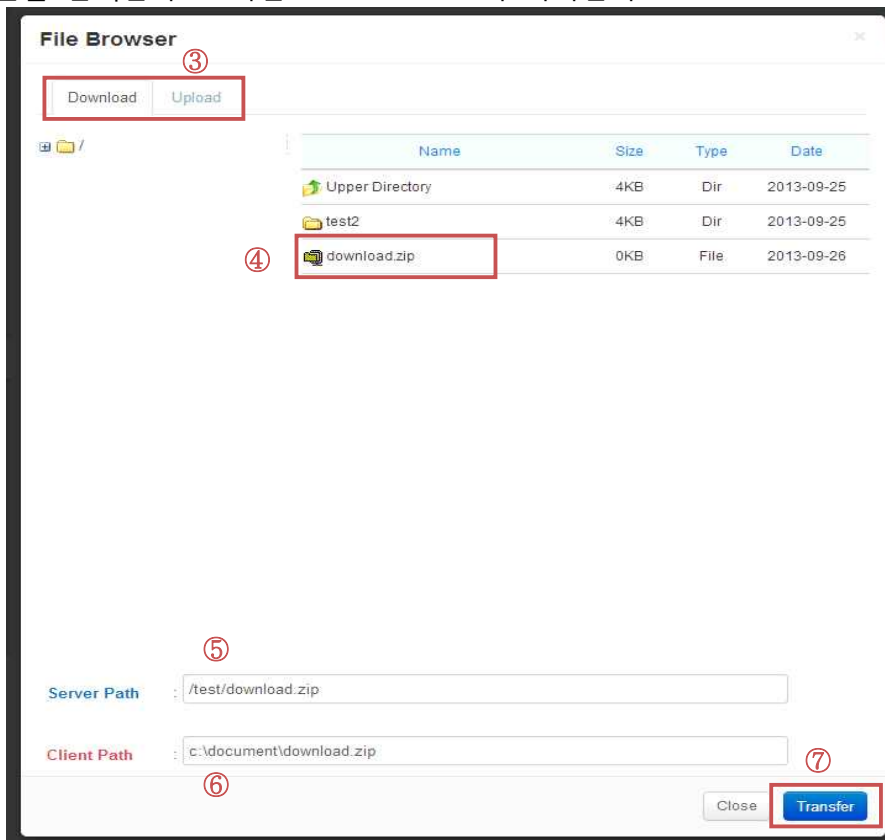 File Browser
③
Download Upload
/
Name Size Type Date
Upper Directory 4KB Dir 2013-09-25
test2 4KB Dir 2013-09-25
④ download.zip 0KB File 2013-09-26
⑤
Server Path : /test/download.zip
Client Path : c:\document\download.zip
⑥
⑦
Close Transfer